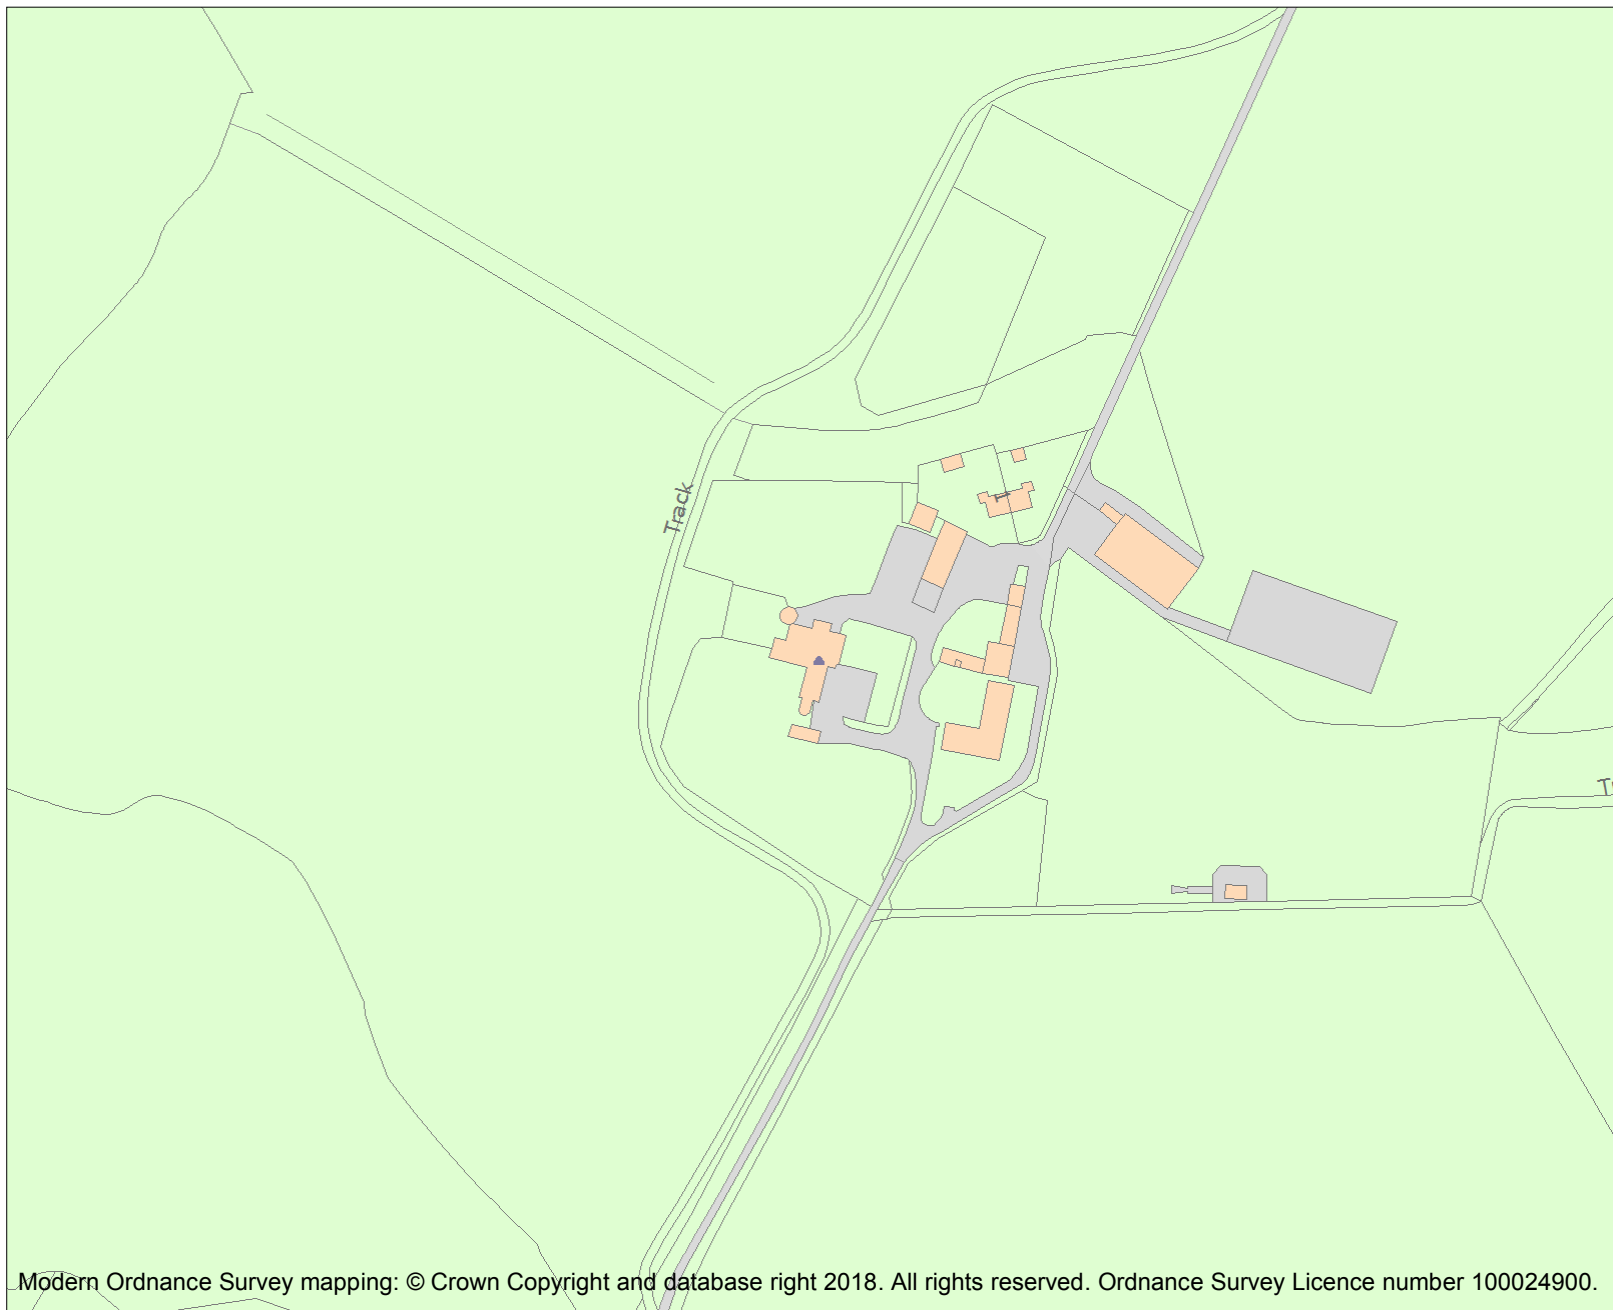 Track
1
Modern Ordnance Survey mapping: © Crown Copyright and database right 2018. All rights reserved. Ordnance Survey Licence number 100024900.